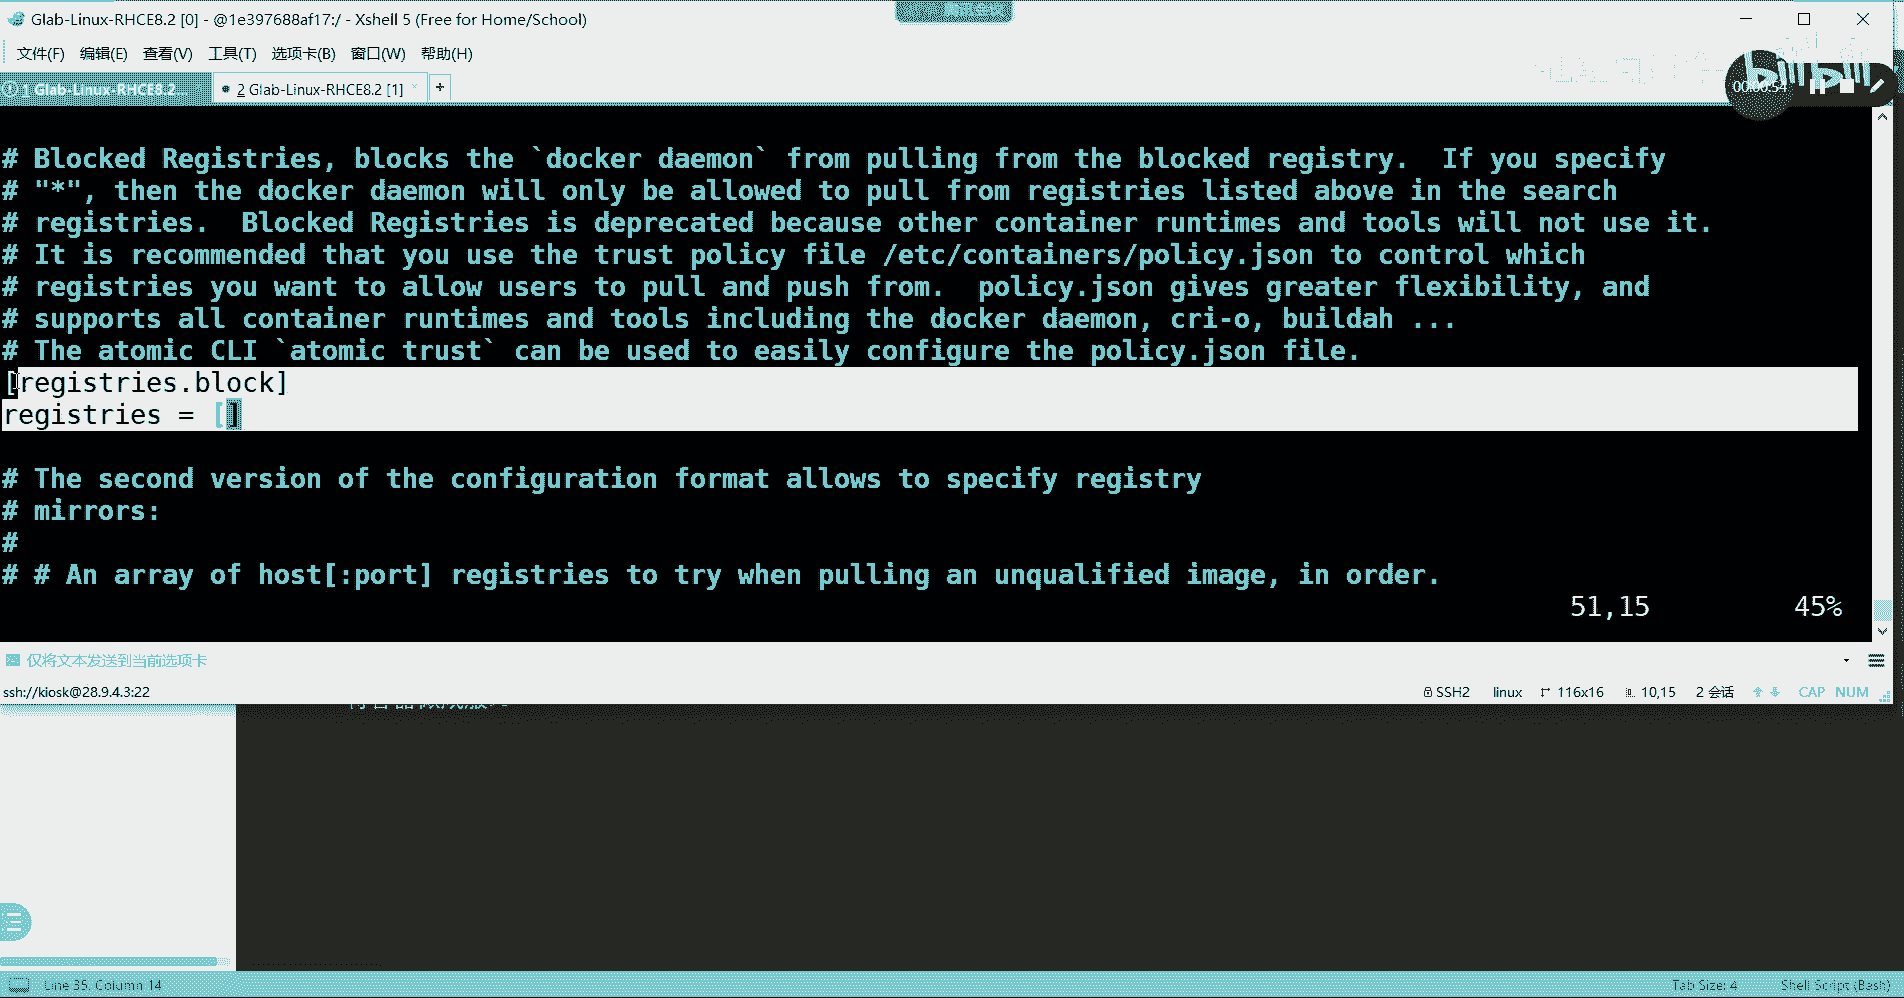 Glab-Linux-RHCE8.2 [0] - @1e397688af17:/ - Xshell 5 (Free for Home/School)
文件(F) 编辑(E) 查看(V) 工具(T) 选项卡(B) 窗口(W) 帮助(H)
1 Glab-Linux-RHCE8.2... 2 Glab-Linux-RHCE8.2 [1] +
bilibili
00:00:54
# Blocked Registries, blocks the `docker daemon` from pulling from the blocked registry.  If you specify
# "*", then the docker daemon will only be allowed to pull from registries listed above in the search
# registries.  Blocked Registries is deprecated because other container runtimes and tools will not use it.
# It is recommended that you use the trust policy file /etc/containers/policy.json to control which
# registries you want to allow users to pull and push from.  policy.json gives greater flexibility, and
# supports all container runtimes and tools including the docker daemon, cri-o, buildah ...
# The atomic CLI `atomic trust` can be used to easily configure the policy.json file.
[registries.block]
registries = []
# The second version of the configuration format allows to specify registry
# mirrors:
#
# # An array of host[:port] registries to try when pulling an unqualified image, in order.
51,15 45%
仅将文本发送到当前选项卡
ssh://kiosk@28.9.4.3:22 SSH2 linux 116x16 10,15 2 会话 CAP NUM
Line 35, Column 14 Tab Size: 4 Shell Script (Bash)